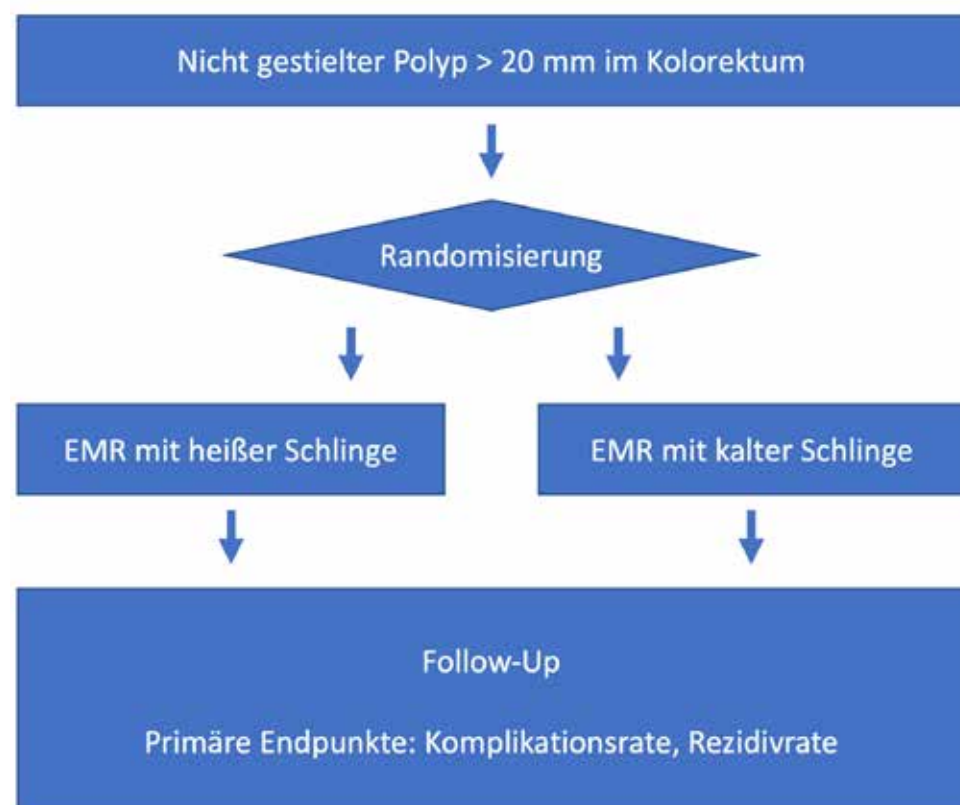 Nicht gestielter Polyp > 20 mm im Kolorektum
Randomisierung
EMR mit heißer Schlinge
EMR mit kalter Schlinge
Follow-Up
Primäre Endpunkte: Komplikationsrate, Rezidivrate